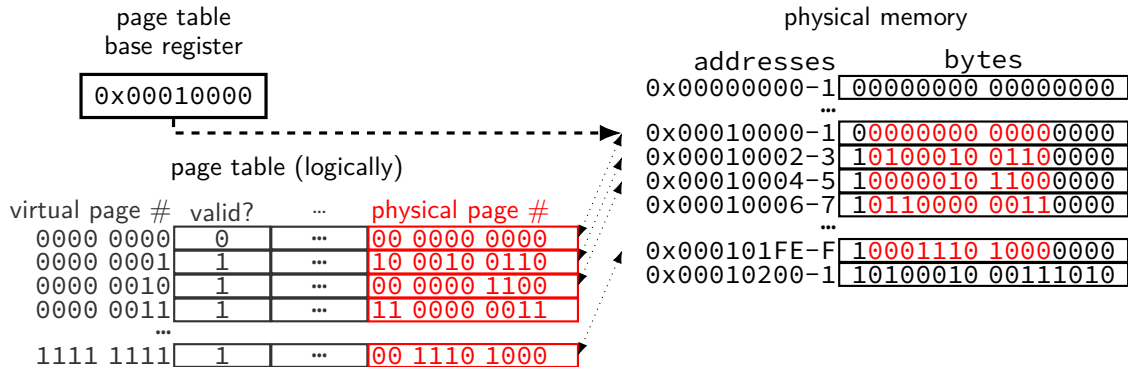 page table
base register
0x00010000
page table (logically)
virtual page # valid? ... physical page #
0000 0000 0 ... 00 0000 0000
0000 0001 1 ... 10 0010 0110
0000 0010 1 ... 00 0000 1100
0000 0011 1 ... 11 0000 0011
...
1111 1111 1 ... 00 1110 1000
physical memory
addresses bytes
0x00000000-1 00000000 00000000
...
0x00010000-1 00000000 00000000
0x00010002-3 10100010 01100000
0x00010004-5 10000010 11000000
0x00010006-7 10110000 00110000
...
0x000101FE-F 10001110 10000000
0x00010200-1 10100010 00111010